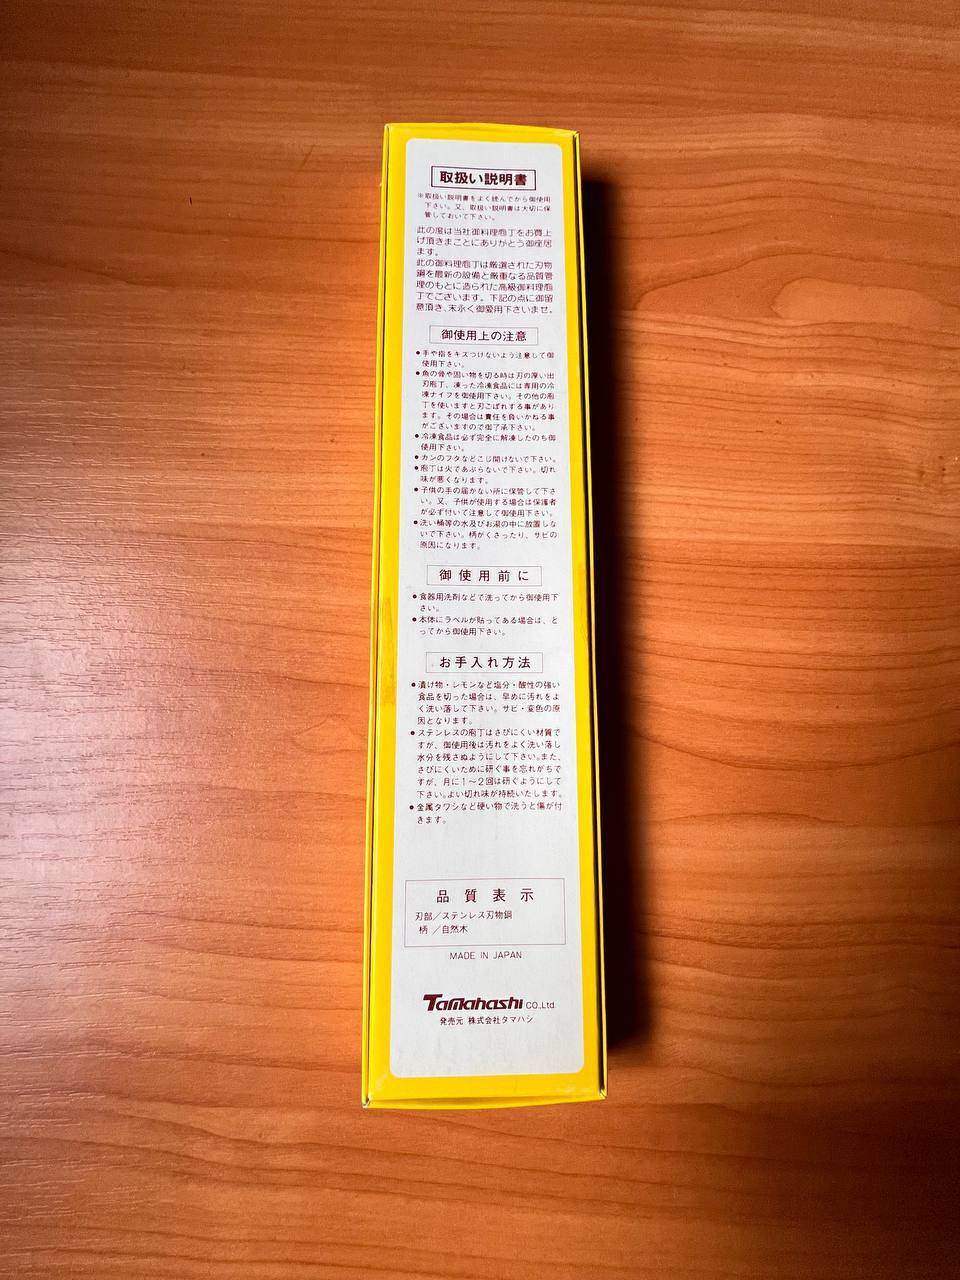 取扱い説明書
※取扱い説明書をよく読んでから御使用
下さい。又、取扱い説明書は大切に保
管しておいて下さい。
此の度は当社御料理庖丁をお買上
げ頂きまことにありがとう御座居
ます。
此の御料理庖丁は厳選された刃物
鋼を最新の設備と厳重なる品質管
理のもとに造られた高級御料理庖
丁でございます。下記の点に御留
意頂き、末永く御愛用下さいませ。
御使用上の注意
●手や指をキズつけないよう注意して御
使用下さい。
●魚の骨や固い物を切る時は刃の厚い出
刃庖丁、凍った冷凍食品には専用の冷
凍ナイフを御使用下さい。その他の庖
丁を使いますと刃こぼれする事があり
ます。その場合は責任を負いかねる事
がございますので御了承下さい。
●冷凍食品は必ず完全に解凍したのち御
使用下さい。
●カンのフタなどこじ開けないで下さい。
●庖丁は火であぶらないで下さい。切れ
味が悪くなります。
●子供の手の届かない所に保管して下さ
い。又、子供が使用する場合は保護者
が必ず付いて注意して御使用下さい。
●洗い桶等の水及びお湯の中に放置しな
いで下さい。柄がくさったり、サビの
原因になります。
御使用前に
●食器用洗剤などで洗ってから御使用下
さい。
●本体にラベルが貼ってある場合は、と
ってから御使用下さい。
お手入れ方法
●漬け物・レモンなど塩分・酸性の強い
食品を切った場合は、早めに汚れをよ
く洗い落して下さい。サビ・変色の原
因となります。
●ステンレスの庖丁はさびにくい材質で
すが、御使用後は汚れをよく洗い落し
水分を残さぬようにして下さい。また、
さびにくいために研ぐ事を忘れがちで
すが、月に1〜2回は研ぐようにして
下さい。よい切れ味が持続いたします。
●金属タワシなど硬い物で洗うと傷が付
きます。
品質表示
刃部／ステンレス刃物鋼
柄／自然木
MADE IN JAPAN
Tamahashi CO.,Ltd.
発売元 株式会社タマハシ